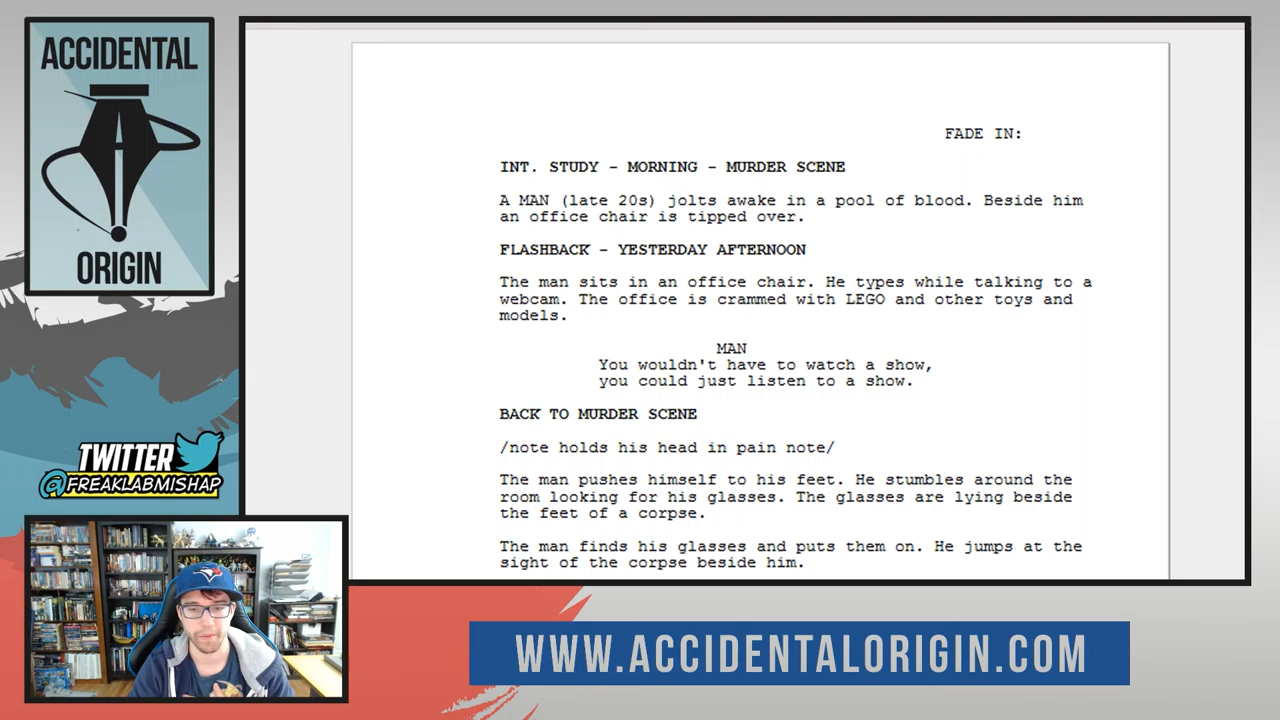 ACCIDENTAL
ORIGIN
FADE IN:
INT. STUDY - MORNING - MURDER SCENE
A MAN (late 20s) jolts awake in a pool of blood. Beside him
an office chair is tipped over.
FLASHBACK - YESTERDAY AFTERNOON
The man sits in an office chair. He types while talking to a
webcam. The office is crammed with LEGO and other toys and
models.
MAN
You wouldn't have to watch a show,
you could just listen to a show.
BACK TO MURDER SCENE
/note holds his head in pain note/
The man pushes himself to his feet. He stumbles around the
room looking for his glasses. The glasses are lying beside
the feet of a corpse.
The man finds his glasses and puts them on. He jumps at the
sight of the corpse beside him.
TWITTER
@FREAKLABMISHAP
WWW.ACCIDENTALORIGIN.COM